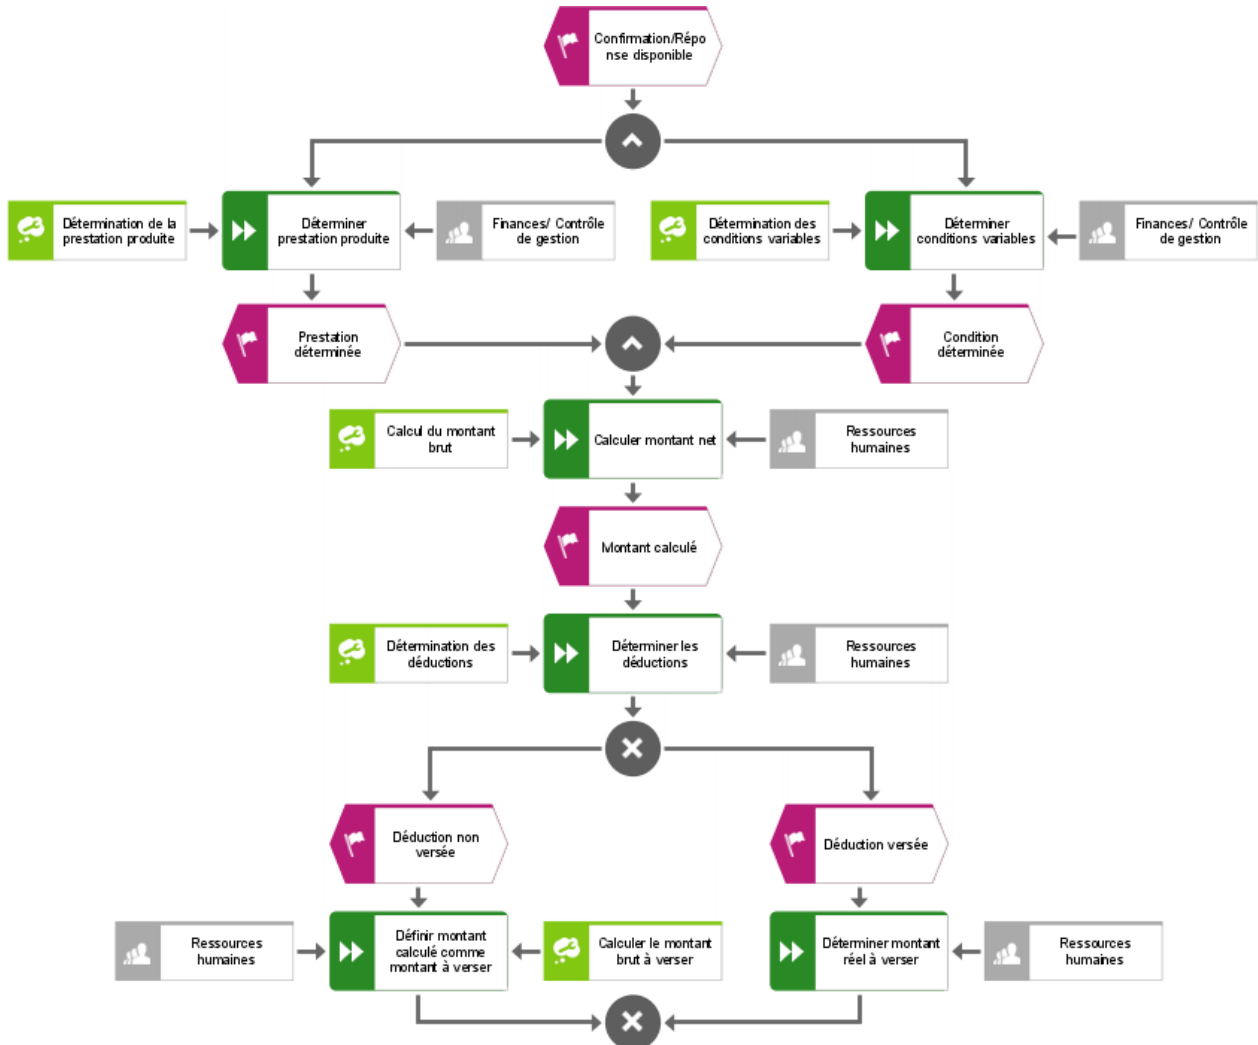 Confirmation/Répo
nse disponible
Détermination de la
prestation produite
Déterminer
prestation produite
Finances/ Contrôle
de gestion
Détermination des
conditions variables
Déterminer
conditions variables
Finances/ Contrôle
de gestion
Prestation
déterminée
Condition
déterminée
Calcul du montant
brut
Calculer montant net
Ressources
humaines
Montant calculé
Détermination des
déductions
Déterminer les
déductions
Ressources
humaines
Déduction non
versée
Déduction versée
Ressources
humaines
Définir montant
calculé comme
montant à verser
Calculer le montant
brut à verser
Déterminer montant
réel à verser
Ressources
humaines